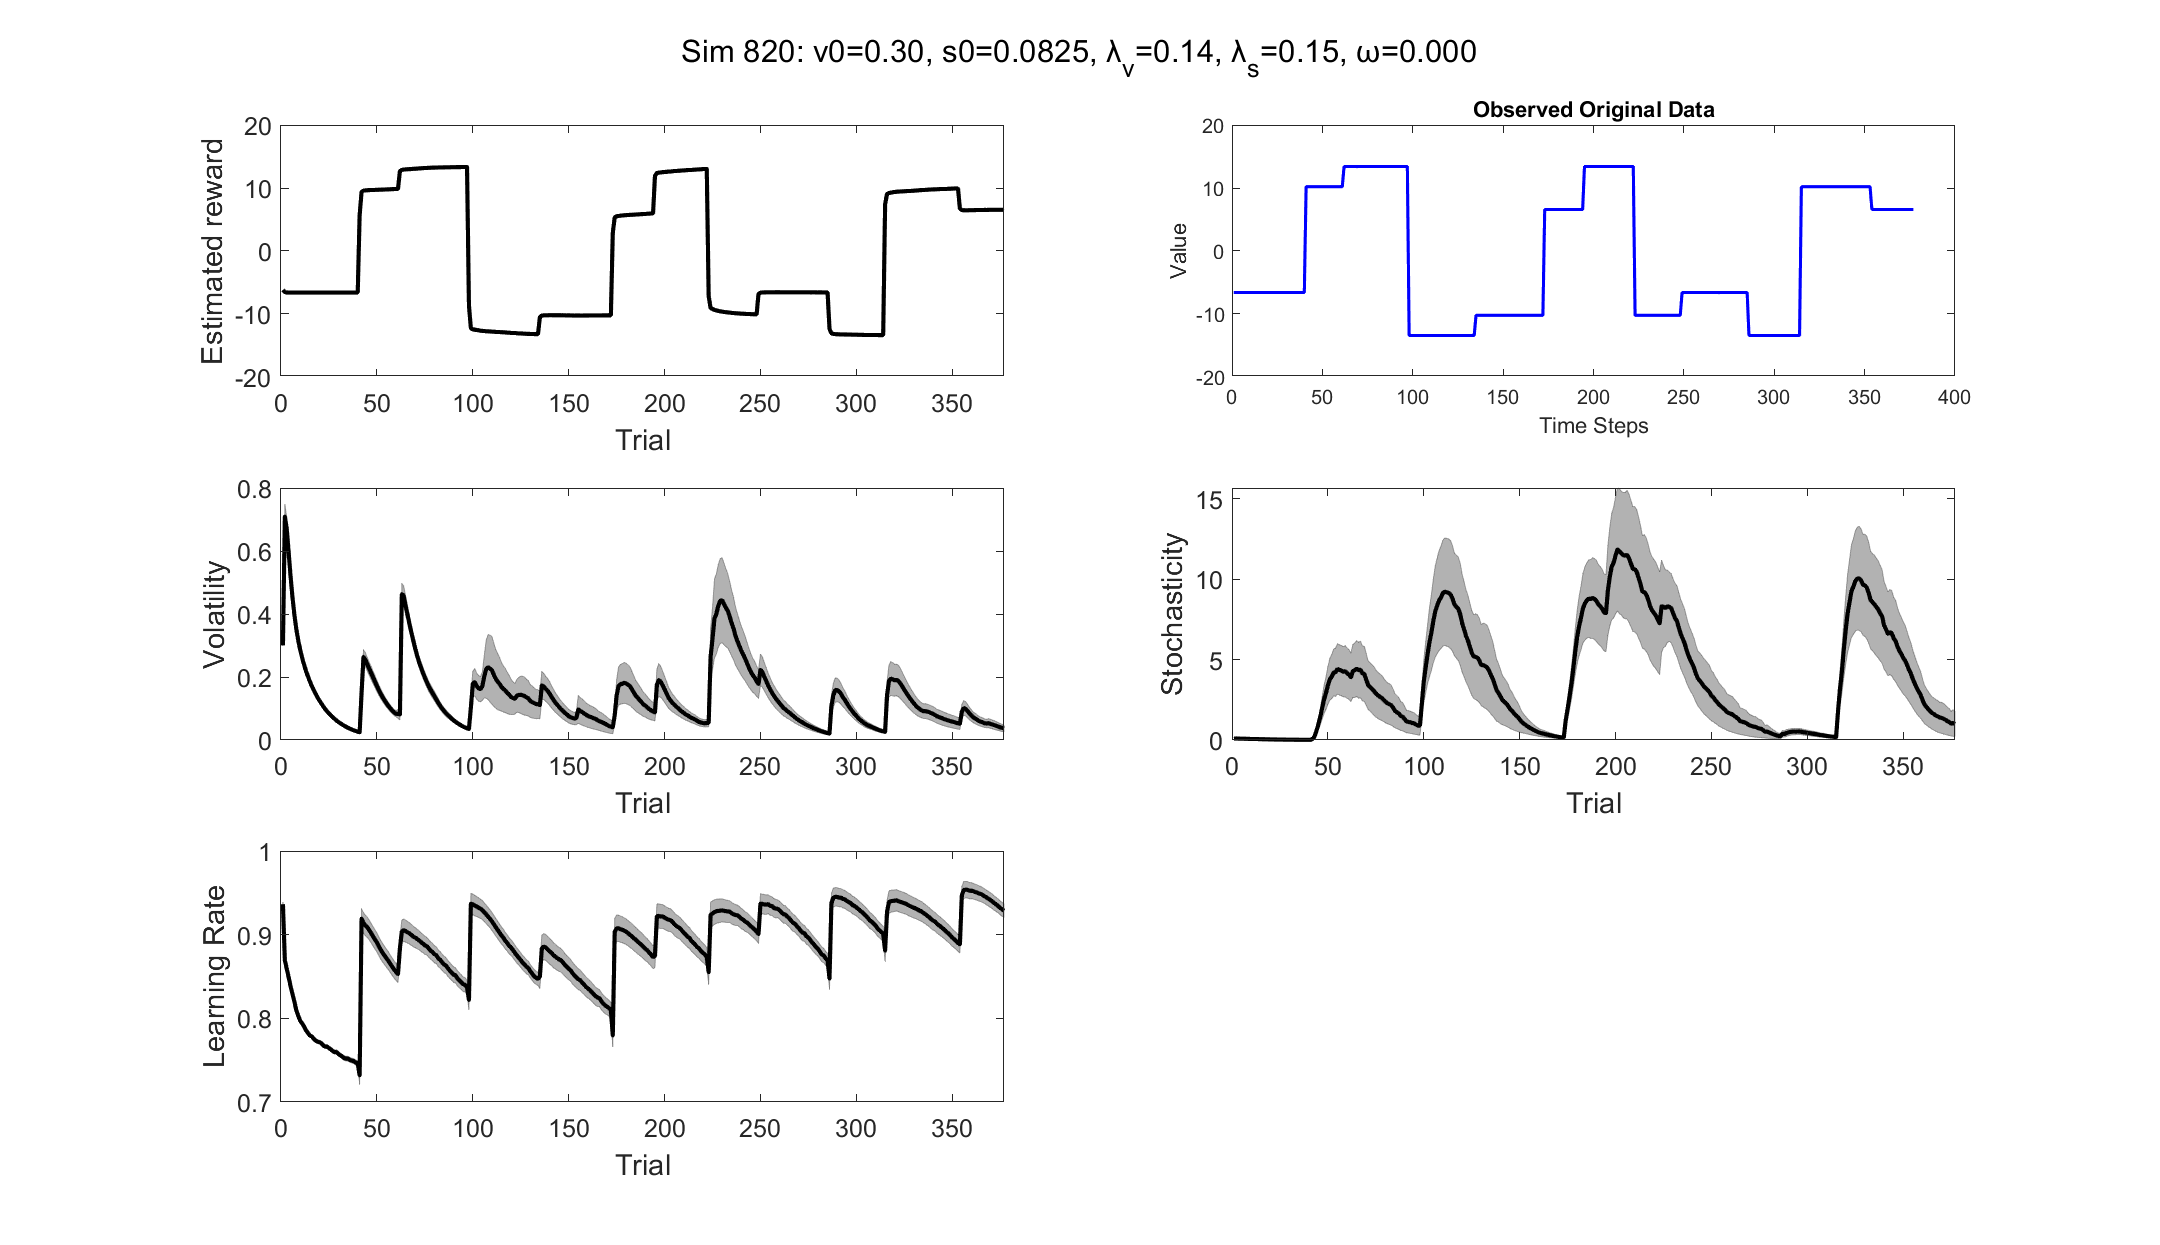 Sim 820: v0=0.30, s0=0.0825, λv=0.14, λs=0.15, ω=0.000
20
10
0
-10
-20
Estimated reward
0 50 100 150 200 250 300 350
Trial
Observed Original Data
20
10
0
-10
-20
Value
0 50 100 150 200 250 300 350 400
Time Steps
0.8
0.6
0.4
0.2
0
Volatility
0 50 100 150 200 250 300 350
Trial
15
10
5
0
Stochasticity
0 50 100 150 200 250 300 350
Trial
1
0.9
0.8
0.7
Learning Rate
0 50 100 150 200 250 300 350
Trial